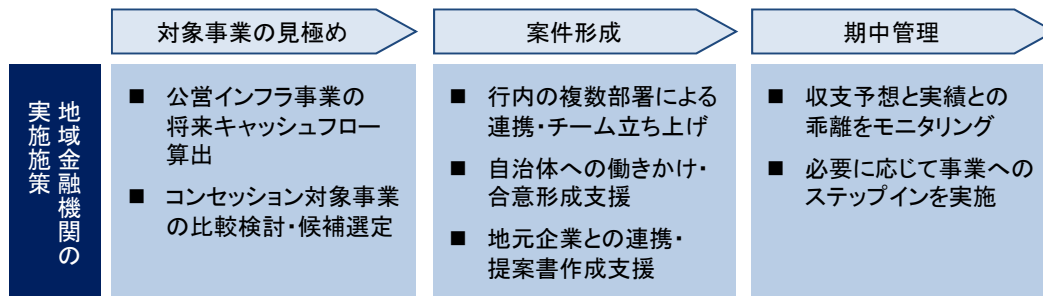 対象事業の見極め
案件形成
期中管理
地域金融機関の
実施施策
■ 公営インフラ事業の
将来キャッシュフロー
算出
■ コンセッション対象事業
の比較検討・候補選定
■ 行内の複数部署による
連携・チーム立ち上げ
■ 自治体への働きかけ・
合意形成支援
■ 地元企業との連携・
提案書作成支援
■ 収支予想と実績との
乖離をモニタリング
■ 必要に応じて事業への
ステップインを実施